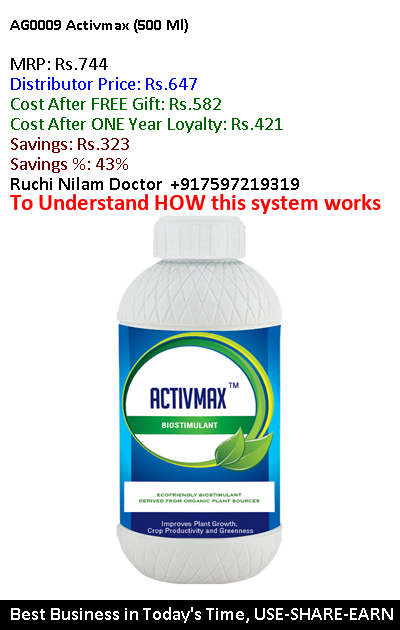 AG0009 Activmax (500 Ml)
MRP: Rs.744
Distributor Price: Rs.647
Cost After FREE Gift: Rs.582
Cost After ONE Year Loyalty: Rs.421
Savings: Rs.323
Savings %: 43%
Ruchi Nilam Doctor +917597219319
To Understand HOW this system works
ACTIVMAX™
BIOSTIMULANT
ECOFRIENDLY BIOSTIMULANT
DERIVED FROM ORGANIC PLANT SOURCES
Improves Plant Growth,
Crop Productivity and Greenness
Best Business in Today's Time, USE-SHARE-EARN